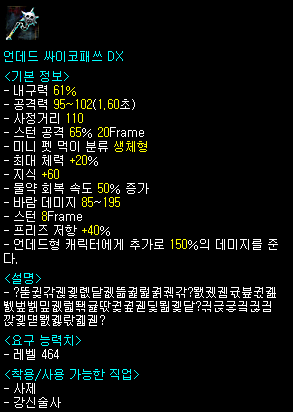 언데드 싸이코패쓰 DX
<기본 정보>
- 내구력 61%
- 공격력 95~102(1,60초)
- 사정거리 110
- 스턴 공격 65% 20Frame
- 미니 펫 먹이 분류 생체형
- 최대 체력 +20%
- 지식 +60
- 물약 회복 속도 50% 증가
- 바람 데미지 85~195
- 스턴 8Frame
- 프리즈 저항 +40%
- 언데드형 캐릭터에게 추가로 150%의 데미지를 준
다.
<설명>
<요구 능력치>
- 레벨 464
<착용/사용 가능한 직업>
- 사제
- 강신술사